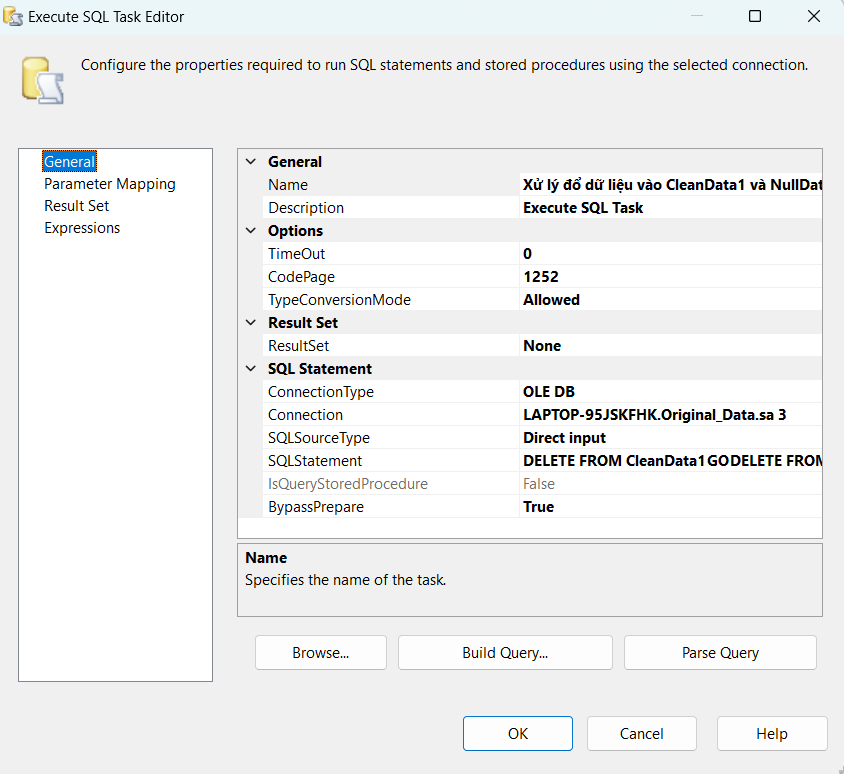 Execute SQL Task Editor
Configure the properties required to run SQL statements and stored procedures using the selected connection.
General
Parameter Mapping
Result Set
Expressions
General
Name Xử lý đổ dữ liệu vào CleanData1 và NullDat
Description Execute SQL Task
Options
TimeOut 0
CodePage 1252
TypeConversionMode Allowed
Result Set
ResultSet None
SQL Statement
ConnectionType OLE DB
Connection LAPTOP-95JSKFHK.Original_Data.sa 3
SQLSourceType Direct input
SQLStatement DELETE FROM CleanData1GODELETE FROM
IsQueryStoredProcedure False
BypassPrepare True
Name
Specifies the name of the task.
Browse...
Build Query...
Parse Query
OK
Cancel
Help